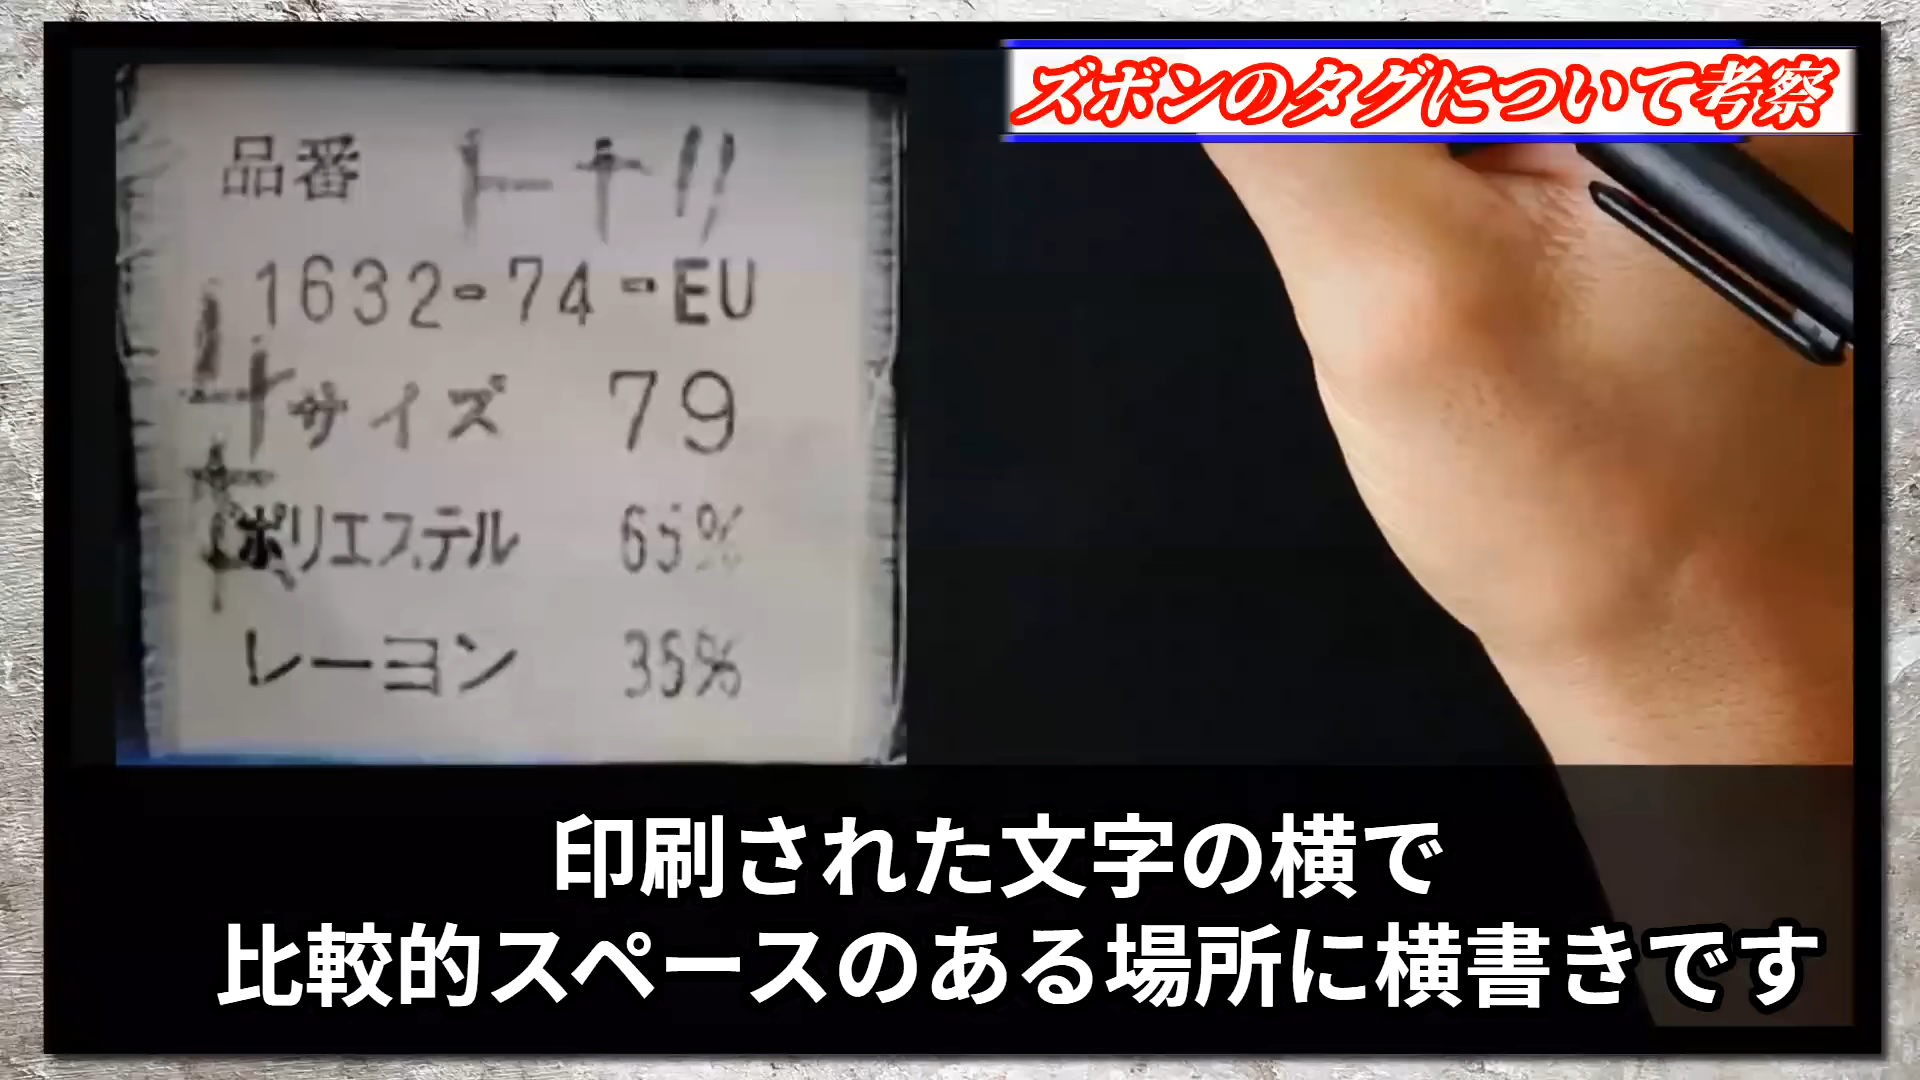 ズボンのタグについて考察
品番 トチリ
1632-74-EU
サイズ 79
ポリエステル 65%
レーヨン 35%
印刷された文字の横で
比較的スペースのある場所に横書きです